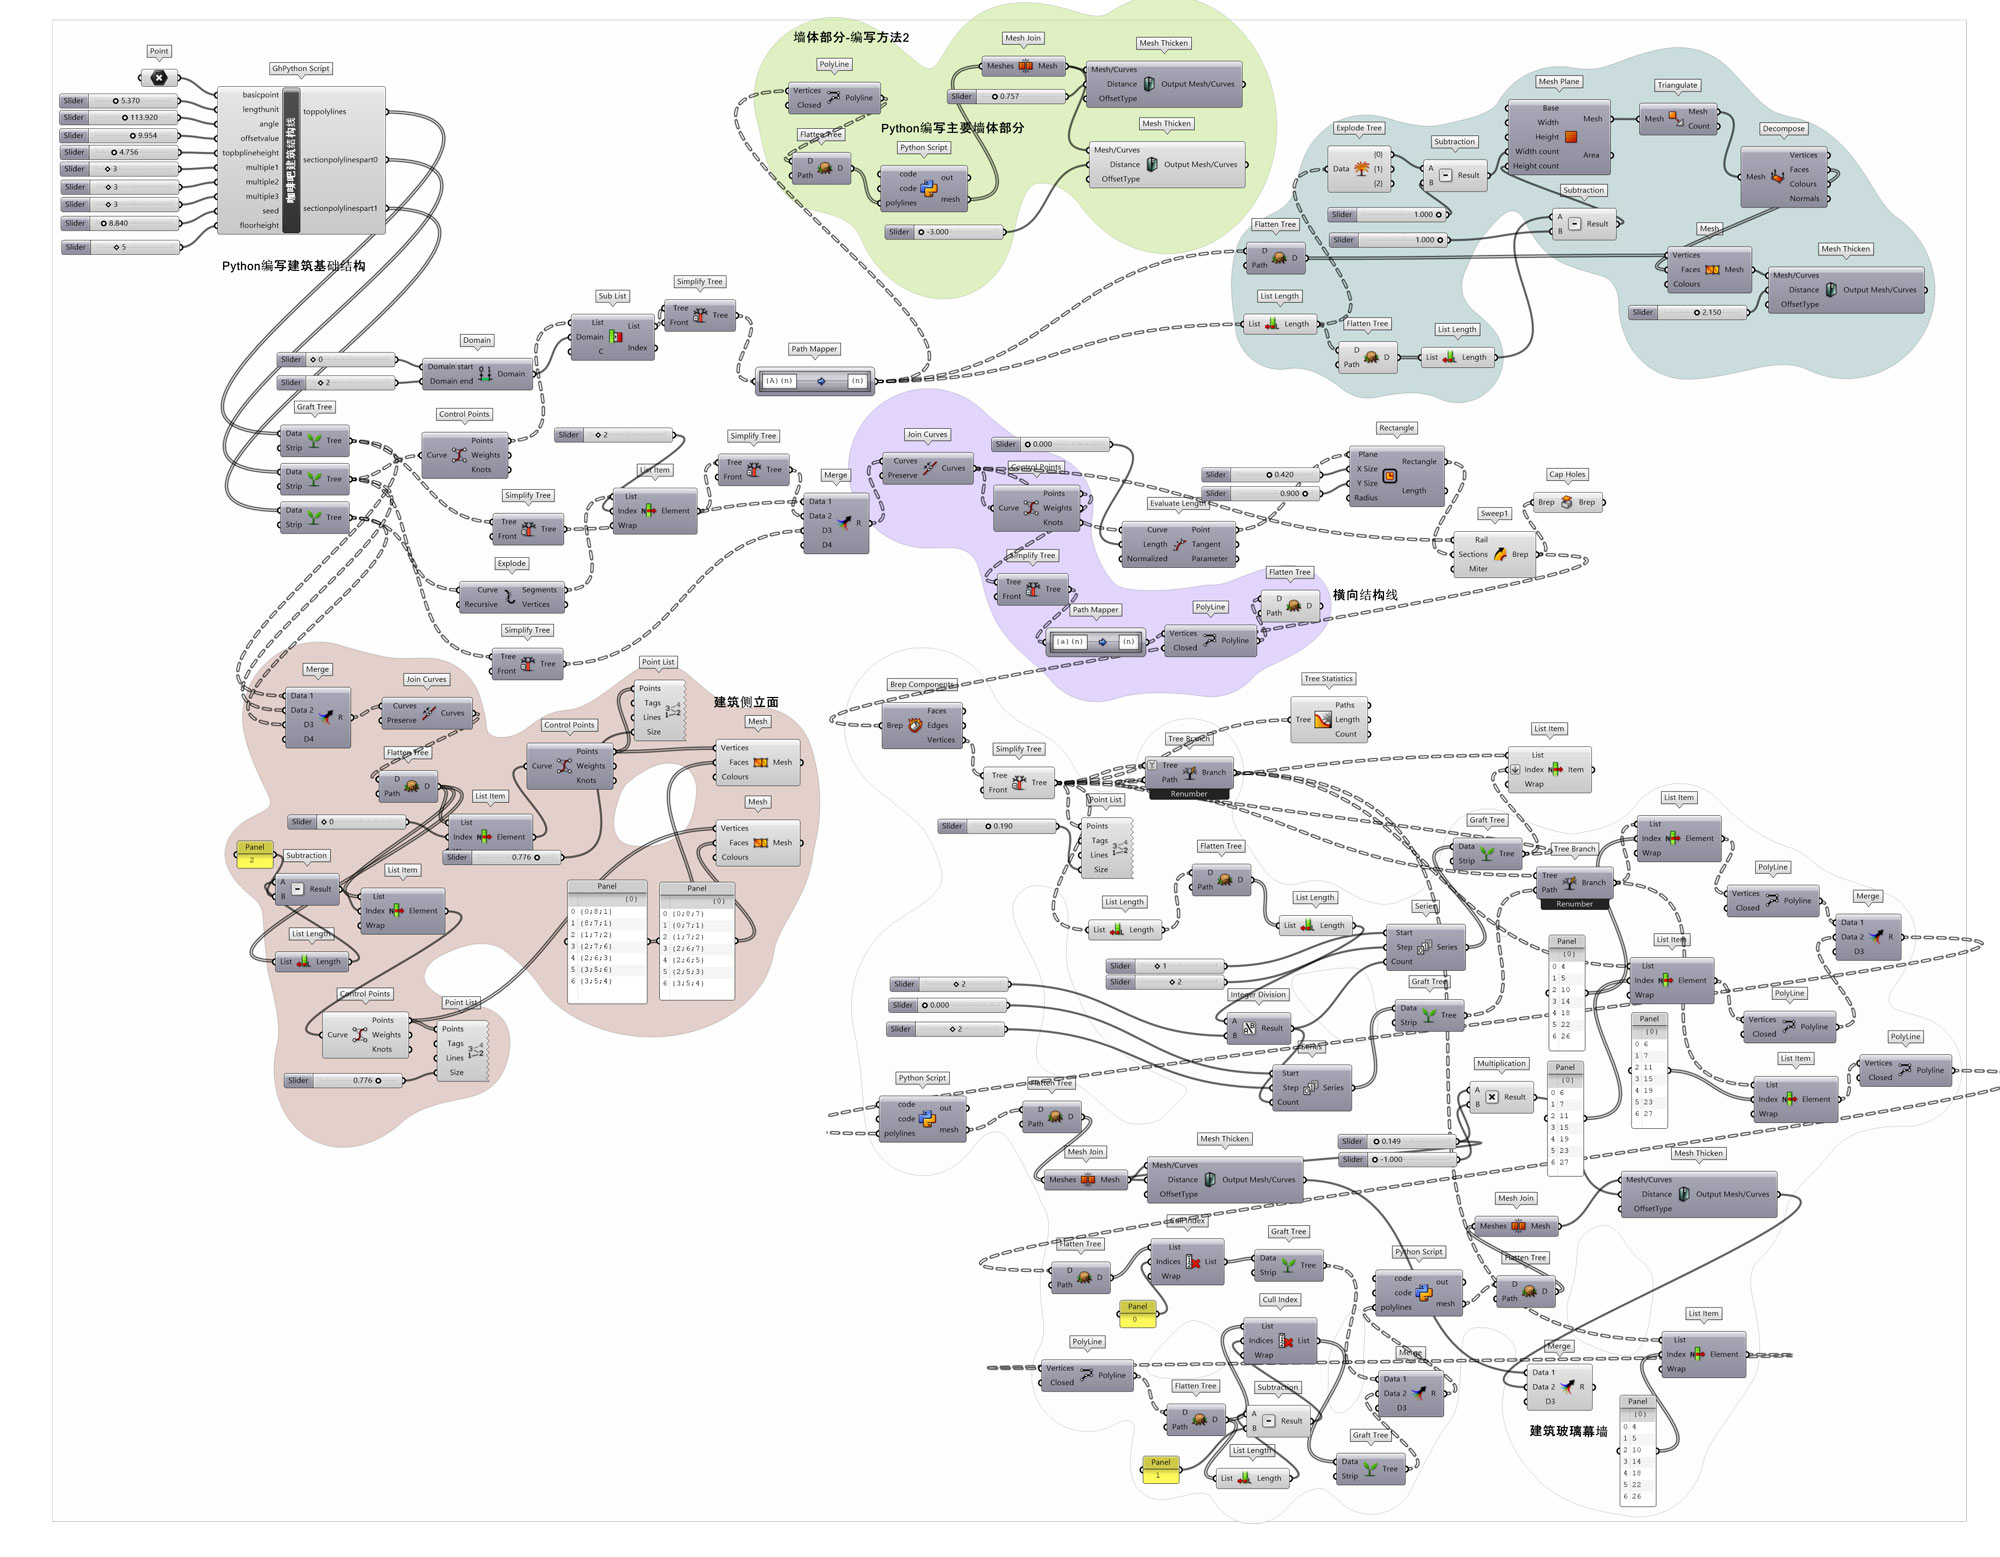 Point
GhPython Script
basicpoint
lengthunit
angle
offsetvalue
topbplineheight
multiple1
multiple2
multiple3
seed
floorheight
咖啡吧建筑结构线
toppolylines
sectionpolylinespart0
sectionpolylinespart1
Slider 5.370
Slider 113.920
Slider 9.954
Slider 4.756
Slider 3
Slider 3
Slider 3
Slider 8.840
Slider 5
Python编写建筑基础结构
墙体部分-编写方法2
PolyLine
Vertices
Closed
Polyline
Flatten Tree
D
Path
D
Python编写主要墙体部分
Python Script
code
code
polylines
out
mesh
Mesh Join
Meshes Mesh
Slider 0.757
Mesh Thicken
Mesh/Curves
Distance
OffsetType
Output Mesh/Curves
Mesh Thicken
Mesh/Curves
Distance
OffsetType
Output Mesh/Curves
Slider -3.000
Explode Tree
Data
{0}
{1}
{2}
Subtraction
A
B
Result
Mesh Plane
Base
Width
Height
Width count
Height count
Mesh
Area
Triangulate
Mesh
Mesh
Count
Decompose
Mesh
Vertices
Faces
Colours
Normals
Subtraction
A
B
Result
Slider 1.000
Slider 1.000
Flatten Tree
D
Path
D
Mesh
Vertices
Faces
Colours
Mesh
Mesh Thicken
Mesh/Curves
Distance
OffsetType
Output Mesh/Curves
Slider 2.150
List Length
List Length
Flatten Tree
D
Path
D
List Length
List Length
Simplify Tree
Tree
Front
Tree
Sub List
List
Domain
C
List
Index
Domain
Domain start
Domain end
Domain
Slider 0
Slider 2
Path Mapper
{A}(n)
{n}
Graft Tree
Data
Strip
Tree
Data
Strip
Tree
Data
Strip
Tree
Control Points
Curve
Points
Weights
Knots
Slider 2
List Item
List
Index
Wrap
Element
Simplify Tree
Tree
Front
Tree
Simplify Tree
Tree
Front
Tree
Explode
Curve
Recursive
Segments
Vertices
Simplify Tree
Tree
Front
Tree
Merge
Data 1
Data 2
D3
D4
R
Join Curves
Curves
Preserve
Curves
Slider 0.000
Control Points
Curve
Points
Weights
Knots
Evaluate Length
Curve
Length
Normalized
Point
Tangent
Parameter
Slider 0.420
Slider 0.900
Rectangle
Plane
X Size
Y Size
Radius
Rectangle
Length
Cap Holes
Brep Brep
Sweep1
Rail
Sections
Miter
Brep
Simplify Tree
Tree
Front
Tree
Path Mapper
{a}(n)
{n}
PolyLine
Vertices
Closed
Polyline
Flatten Tree
D
Path
D
横向结构线
Merge
Data 1
Data 2
D3
D4
R
Join Curves
Curves
Preserve
Curves
Flatten Tree
D
Path
D
Point List
Points
Tags
Lines
Size
建筑侧立面
Control Points
Curve
Points
Weights
Knots
Mesh
Vertices
Faces
Colours
Mesh
Mesh
Vertices
Faces
Colours
Mesh
List Item
List
Index
Element
Slider 0
Slider 0.776
Panel
2
Subtraction
A
B
Result
List Item
List
Index
Wrap
Element
List Length
List Length
Panel
{0}
0 {0;8;1}
1 {8;7;1}
2 {1;7;2}
3 {2;7;6}
4 {2;6;3}
5 {3;5;6}
6 {3;5;4}
Panel
{0}
0 {0;8;7}
1 {0;7;1}
2 {1;7;2}
3 {2;6;7}
4 {2;6;5}
5 {2;5;3}
6 {3;5;4}
Control Points
Curve
Points
Weights
Knots
Point List
Points
Tags
Lines
Size
Slider 0.776
Brep Components
Brep
Faces
Edges
Vertices
Simplify Tree
Tree
Front
Tree
Tree Branch
Tree
Path
Branch
Renumber
Tree Statistics
Tree
Paths
Length
Count
List Item
List
Index
Wrap
Item
Point List
Points
Tags
Lines
Size
Slider 0.190
Flatten Tree
D
Path
D
List Length
List Length
List Length
List Length
Graft Tree
Data
Strip
Tree
Tree Branch
Tree
Path
Branch
Renumber
List Item
List
Index
Wrap
Element
PolyLine
Vertices
Closed
Polyline
Merge
Data 1
Data 2
D3
R
Series
Start
Step
Count
Series
Slider 1
Slider 2
Slider 2
Slider 0.000
Slider 2
Integer Division
A
B
Result
Graft Tree
Data
Strip
Tree
Series
Start
Step
Count
Series
Panel
{0}
0 4
1 5
2 10
3 14
4 18
5 22
6 26
List Item
List
Index
Wrap
Element
PolyLine
Vertices
Closed
Polyline
Panel
{0}
0 6
1 7
2 11
3 15
4 19
5 23
6 27
Panel
{0}
0 6
1 7
2 11
3 15
4 19
5 23
6 27
List Item
List
Index
Wrap
Element
PolyLine
Vertices
Closed
Polyline
Multiplication
A
B
Result
Slider 0.149
Slider -1.000
Python Script
code
code
polylines
out
mesh
Flatten Tree
D
Path
D
Mesh Join
Meshes Mesh
Mesh Thicken
Mesh/Curves
Distance
OffsetType
Output Mesh/Curves
Mesh Thicken
Mesh/Curves
Distance
OffsetType
Output Mesh/Curves
Mesh Join
Meshes Mesh
Flatten Tree
D
Path
D
Cull Index
List
Indices
Wrap
List
Panel
0
Graft Tree
Data
Strip
Tree
Python Script
code
code
polylines
out
mesh
Flatten Tree
D
Path
D
Cull Index
List
Indices
Wrap
List
PolyLine
Vertices
Closed
Polyline
Flatten Tree
D
Path
D
Subtraction
A
B
Result
Panel
1
List Length
List Length
Merge
Data 1
Data 2
D3
R
Graft Tree
Data
Strip
Tree
Merge
Data 1
Data 2
D3
R
List Item
List
Index
Wrap
Element
建筑玻璃幕墙
Panel
{0}
0 4
1 5
2 10
3 14
4 18
5 22
6 26